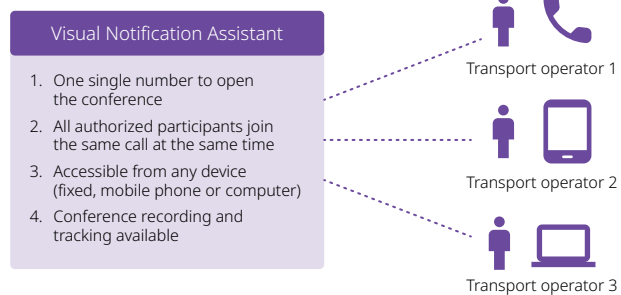 Visual Notification Assistant
1. One single number to open
the conference
2. All authorized participants join
the same call at the same time
3. Accessible from any device
(fixed, mobile phone or computer)
4. Conference recording and
tracking available
Transport operator 1
Transport operator 2
Transport operator 3